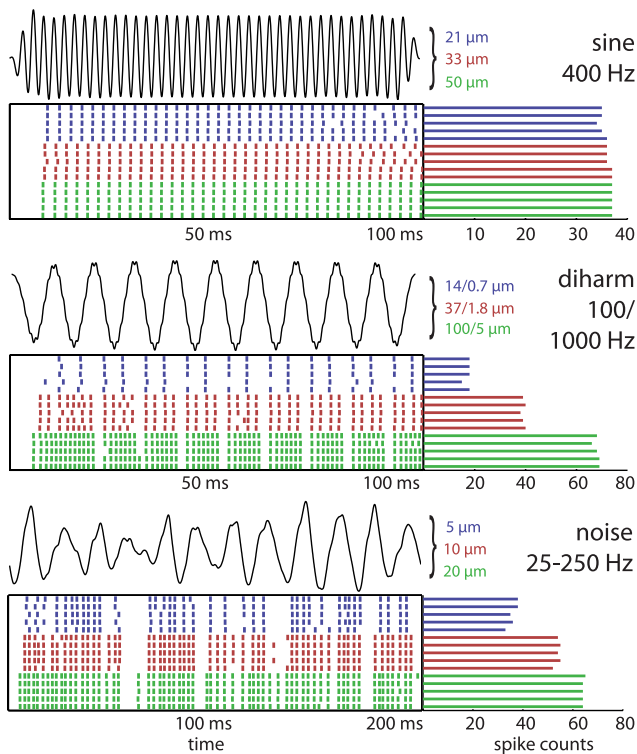 21 µm
33 µm
50 µm
sine
400 Hz
50 ms 100 ms 10 20 30 40
14/0.7 µm
37/1.8 µm
100/5 µm
diharm
100/
1000 Hz
50 ms 100 ms 20 40 60 80
5 µm
10 µm
20 µm
noise
25-250 Hz
100 ms 200 ms 20 40 60 80
time spike counts